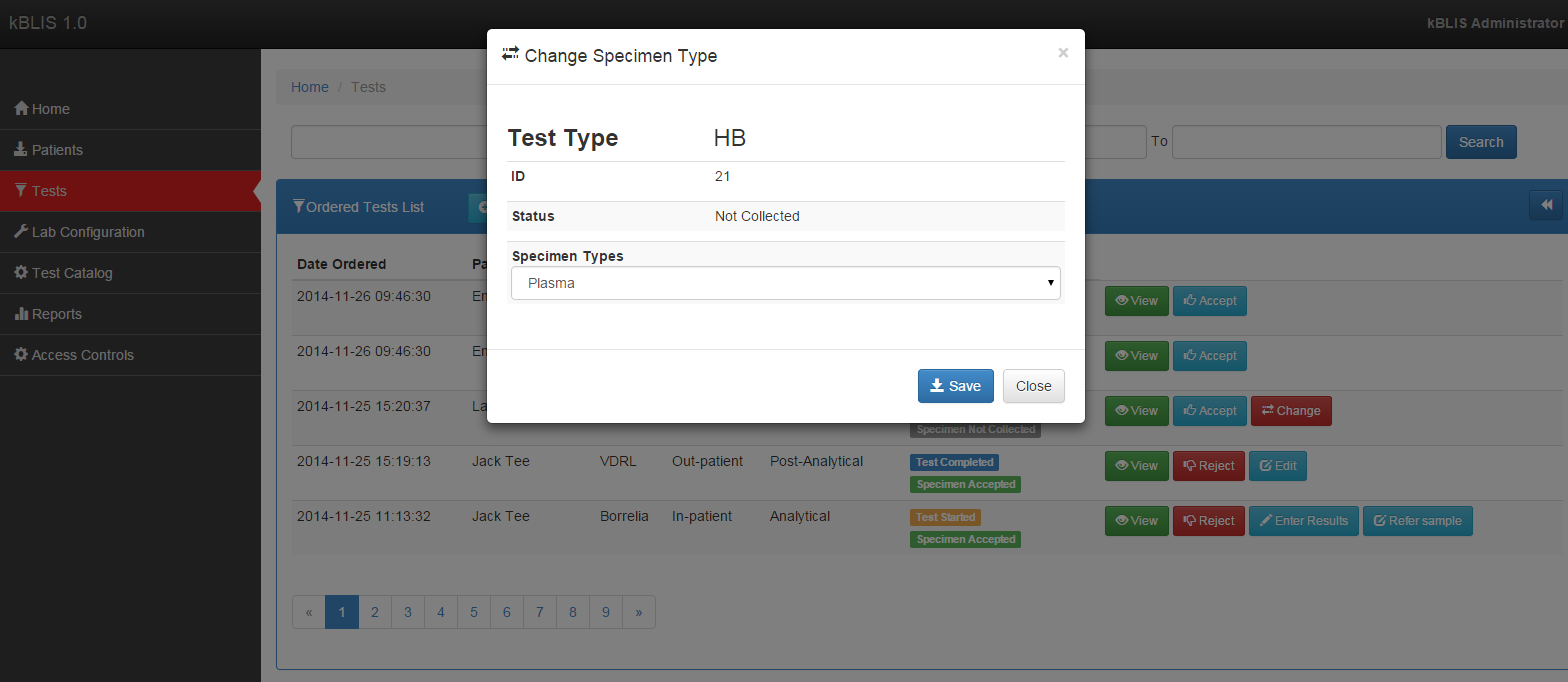 kBLIS 1.0
kBLIS Administrator
Change Specimen Type ×
Test Type HB
ID 21
Status Not Collected
Specimen Types
Plasma
Save Close
Home / Tests
Home
Patients
Tests
Lab Configuration
Test Catalog
Reports
Access Controls
To Search
Ordered Tests List
Date Ordered
2014-11-26 09:46:30 View Accept
2014-11-26 09:46:30 View Accept
2014-11-25 15:20:37 View Accept Change
Specimen Not Collected
2014-11-25 15:19:13 Jack Tee VDRL Out-patient Post-Analytical Test Completed View Reject Edit
Specimen Accepted
2014-11-25 11:13:32 Jack Tee Borrelia In-patient Analytical Test Started View Reject Enter Results Refer sample
Specimen Accepted
« 1 2 3 4 5 6 7 8 9 »